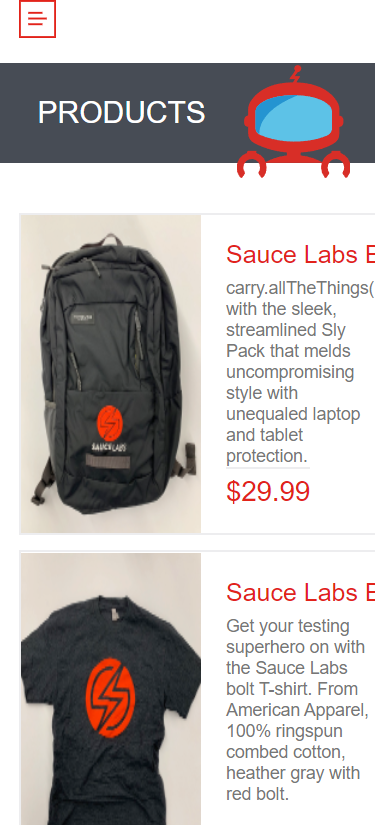 PRODUCTS
Sauce Labs B
carry.allTheThings(
with the sleek,
streamlined Sly
Pack that melds
uncompromising
style with
unequaled laptop
and tablet
protection.
$29.99
SAUCE LABS
Sauce Labs B
Get your testing
superhero on with
the Sauce Labs
bolt T-shirt. From
American Apparel,
100% ringspun
combed cotton,
heather gray with
red bolt.